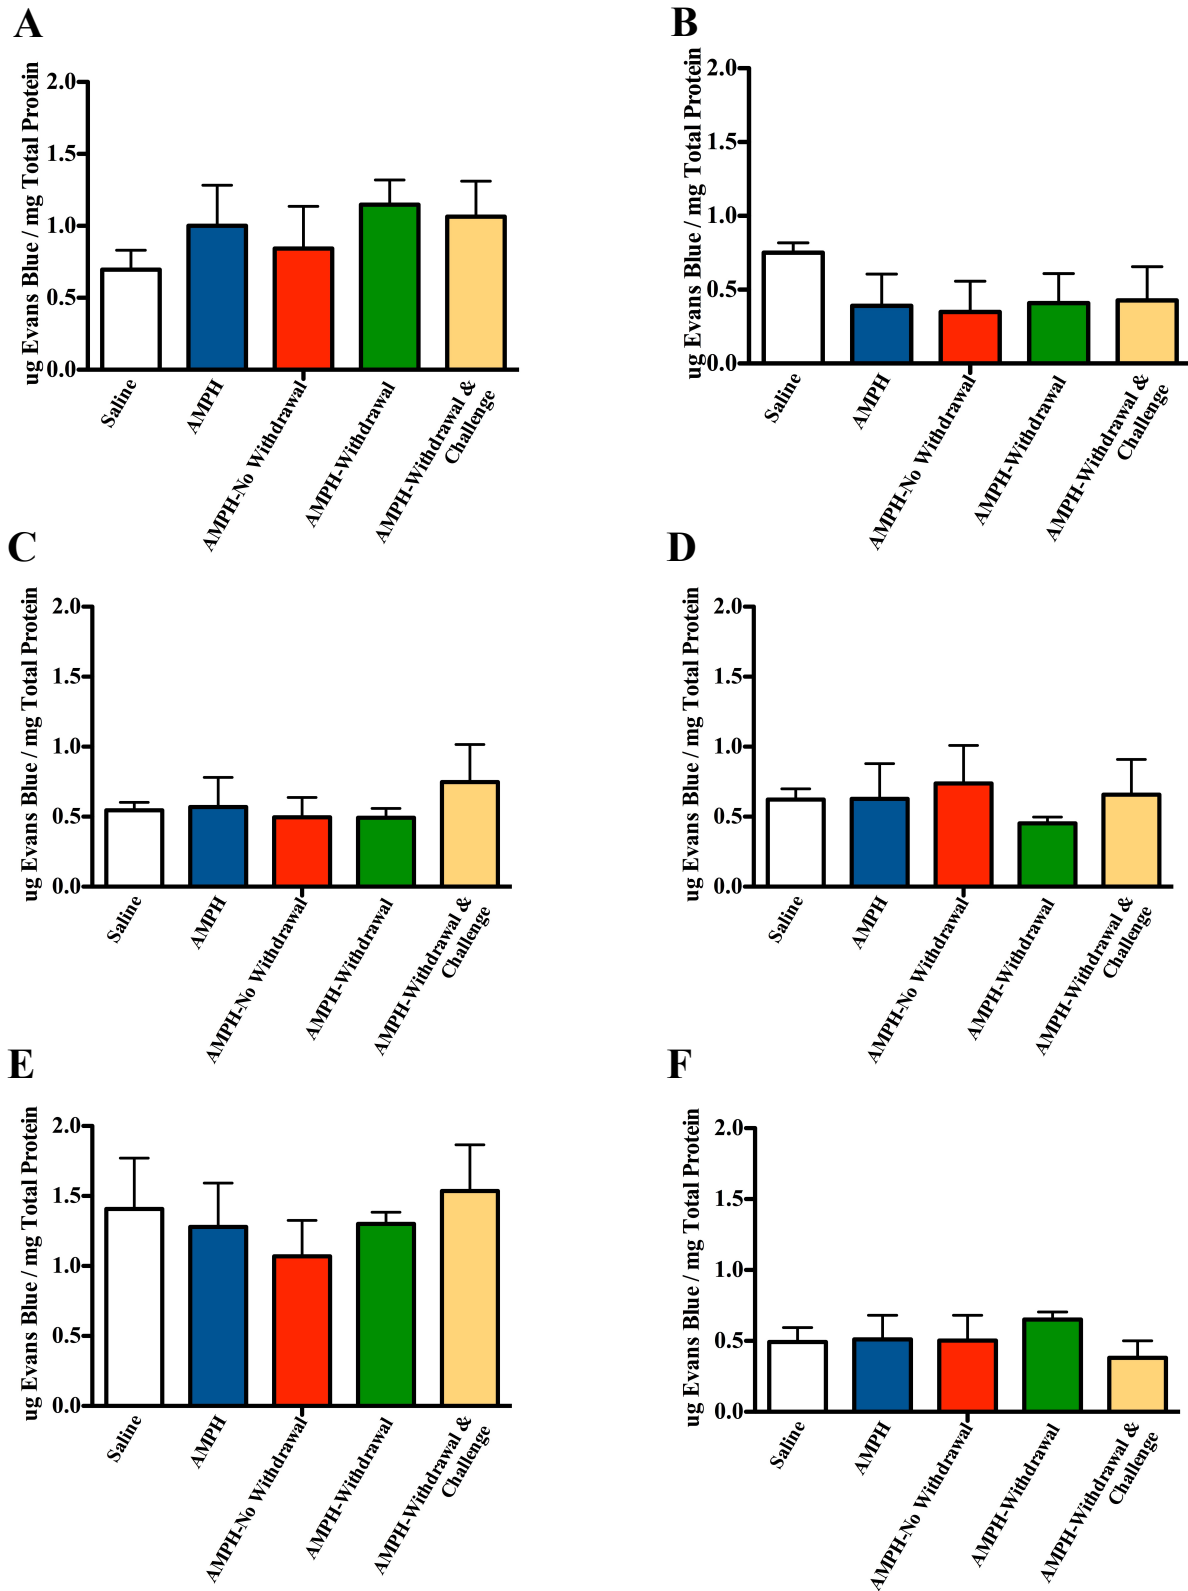 A
ug Evans Blue / mg Total Protein
2.0
1.5
1.0
0.5
0.0
Saline
AMPH
AMPH-No Withdrawal
AMPH-Withdrawal
AMPH-Withdrawal &
Challenge
B
ug Evans Blue / mg Total Protein
2.0
1.5
1.0
0.5
0.0
Saline
AMPH
AMPH-No Withdrawal
AMPH-Withdrawal
AMPH-Withdrawal &
Challenge
C
ug Evans Blue / mg Total Protein
2.0
1.5
1.0
0.5
0.0
Saline
AMPH
AMPH-No Withdrawal
AMPH-Withdrawal
AMPH-Withdrawal &
Challenge
D
ug Evans Blue / mg Total Protein
2.0
1.5
1.0
0.5
0.0
Saline
AMPH
AMPH-No Withdrawal
AMPH-Withdrawal
AMPH-Withdrawal &
Challenge
E
ug Evans Blue / mg Total Protein
2.0
1.5
1.0
0.5
0.0
Saline
AMPH
AMPH-No Withdrawal
AMPH-Withdrawal
AMPH-Withdrawal &
Challenge
F
ug Evans Blue / mg Total Protein
2.0
1.5
1.0
0.5
0.0
Saline
AMPH
AMPH-No Withdrawal
AMPH-Withdrawal
AMPH-Withdrawal &
Challenge